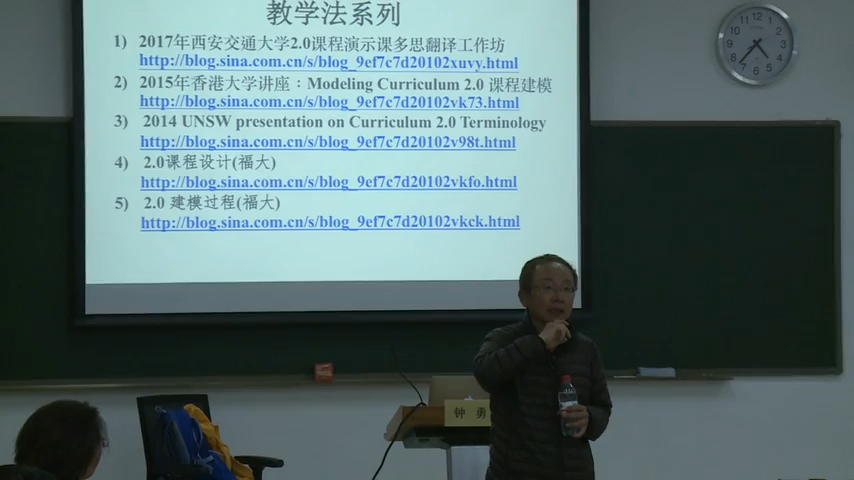 教学法系列
1) 2017年西安交通大学2.0课程演示课多思翻译工作坊
http://blog.sina.com.cn/s/blog_9ef7c7d20102xuvy.html
2) 2015年香港大学讲座：Modeling Curriculum 2.0 课程建模
http://blog.sina.com.cn/s/blog_9ef7c7d20102vk73.html
3) 2014 UNSW presentation on Curriculum 2.0 Terminology
http://blog.sina.com.cn/s/blog_9ef7c7d20102v98t.html
4) 2.0课程设计(福大)
http://blog.sina.com.cn/s/blog_9ef7c7d20102vkfo.html
5) 2.0 建模过程(福大)
http://blog.sina.com.cn/s/blog_9ef7c7d20102vkck.html
钟 勇